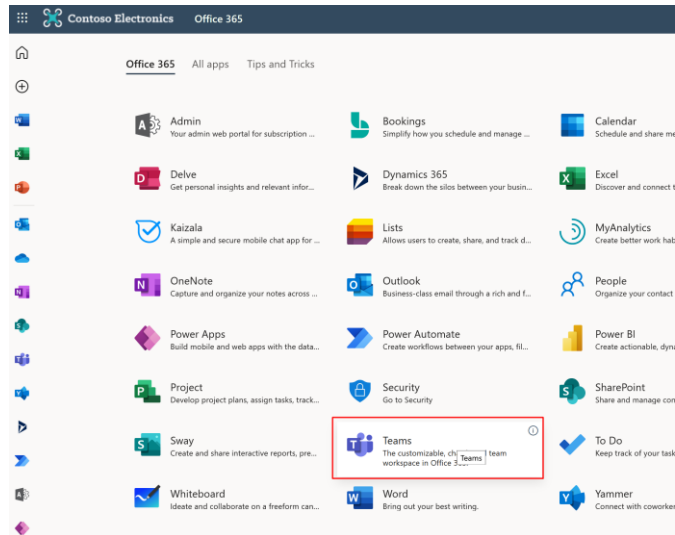 Contoso Electronics Office 365
Office 365 All apps Tips and Tricks
Admin
Your admin web portal for subscription ...
Bookings
Simplify how you schedule and manage ...
Calendar
Schedule and share me
Delve
Get personal insights and relevant infor...
Dynamics 365
Break down the silos between your busin...
Excel
Discover and connect t
Kaizala
A simple and secure mobile chat app for ...
Lists
Allows users to create, share, and track d...
MyAnalytics
Create better work hab
OneNote
Capture and organize your notes across ...
Outlook
Business-class email through a rich and f...
People
Organize your contact
Power Apps
Build mobile and web apps with the data...
Power Automate
Create workflows between your apps, fil...
Power BI
Create actionable, dyna
Project
Develop project plans, assign tasks, track...
Security
Go to Security
SharePoint
Share and manage con
Sway
Create and share interactive reports, pre...
Teams
The customizable, ch team
workspace in Office 3
Teams
To Do
Keep track of your task
Whiteboard
Ideate and collaborate on a freeform can...
Word
Bring out your best writing.
Yammer
Connect with coworker